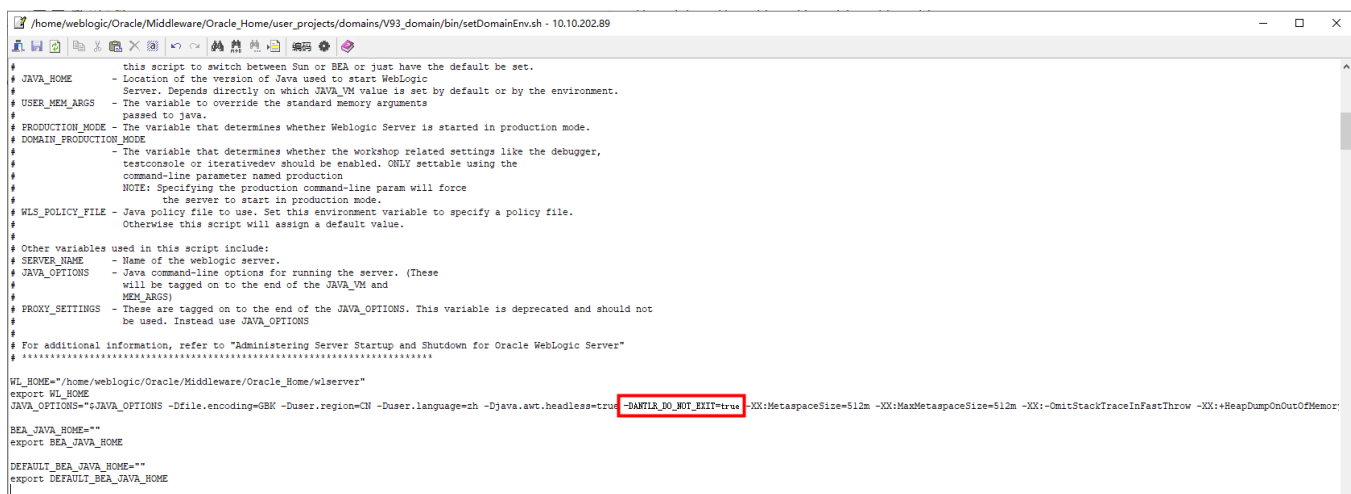 /home/weblogic/Oracle/Middleware/Oracle_Home/user_projects/domains/V93_domain/bin/setDomainEnv.sh - 10.10.202.89
编码
# this script to switch between Sun or BEA or just have the default be set.
# JAVA_HOME - Location of the version of Java used to start WebLogic
# Server. Depends directly on which JAVA_VM value is set by default or by the environment.
# USER_MEM_ARGS - The variable to override the standard memory arguments
# passed to java.
# PRODUCTION_MODE - The variable that determines whether Weblogic Server is started in production mode.
# DOMAIN_PRODUCTION_MODE
# - The variable that determines whether the workshop related settings like the debugger,
# testconsole or iterativedev should be enabled. ONLY settable using the
# command-line parameter named production
# NOTE: Specifying the production command-line param will force
# the server to start in production mode.
# WLS_POLICY_FILE - Java policy file to use. Set this environment variable to specify a policy file.
# Otherwise this script will assign a default value.
#
# Other variables used in this script include:
# SERVER_NAME - Name of the weblogic server.
# JAVA_OPTIONS - Java command-line options for running the server. (These
# will be tagged on to the end of the JAVA_VM and
# MEM_ARGS)
# PROXY_SETTINGS - These are tagged on to the end of the JAVA_OPTIONS. This variable is deprecated and should not
# be used. Instead use JAVA_OPTIONS
#
# For additional information, refer to "Administering Server Startup and Shutdown for Oracle WebLogic Server"
# *************************************************************************
WL_HOME="/home/weblogic/Oracle/Middleware/Oracle_Home/wlserver"
export WL_HOME
JAVA_OPTIONS="$JAVA_OPTIONS -Dfile.encoding=GBK -Duser.region=CN -Duser.language=zh -Djava.awt.headless=true -DANTLR_DO_NOT_EXIT=true -XX:MetaspaceSize=512m -XX:MaxMetaspaceSize=512m -XX:-OmitStackTraceInFastThrow -XX:+HeapDumpOnOutOfMemor
BEA_JAVA_HOME=""
export BEA_JAVA_HOME
DEFAULT_BEA_JAVA_HOME=""
export DEFAULT_BEA_JAVA_HOME